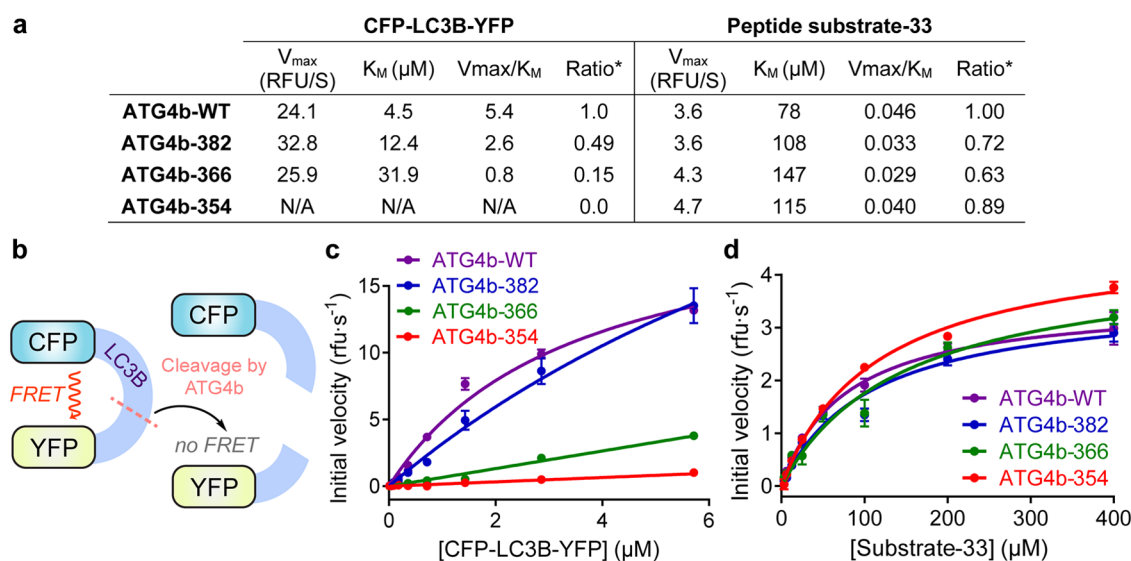 a
CFP-LC3B-YFP Peptide substrate-33
Vmax (RFU/S) KM (µM) Vmax/KM Ratio* Vmax (RFU/S) KM (µM) Vmax/KM Ratio*
ATG4b-WT 24.1 4.5 5.4 1.0 3.6 78 0.046 1.00
ATG4b-382 32.8 12.4 2.6 0.49 3.6 108 0.033 0.72
ATG4b-366 25.9 31.9 0.8 0.15 4.3 147 0.029 0.63
ATG4b-354 N/A N/A N/A 0.0 4.7 115 0.040 0.89
b
CFP
LC3B
FRET
YFP
Cleavage by
ATG4b
no FRET
CFP
YFP
c
ATG4b-WT
ATG4b-382
ATG4b-366
ATG4b-354
Initial velocity (rfu·s-1)
15
10
5
0
0 2 4 6
[CFP-LC3B-YFP] (µM)
d
Initial velocity (rfu·s-1)
4
3
2
1
0
ATG4b-WT
ATG4b-382
ATG4b-366
ATG4b-354
0 100 200 300 400
[Substrate-33] (µM)